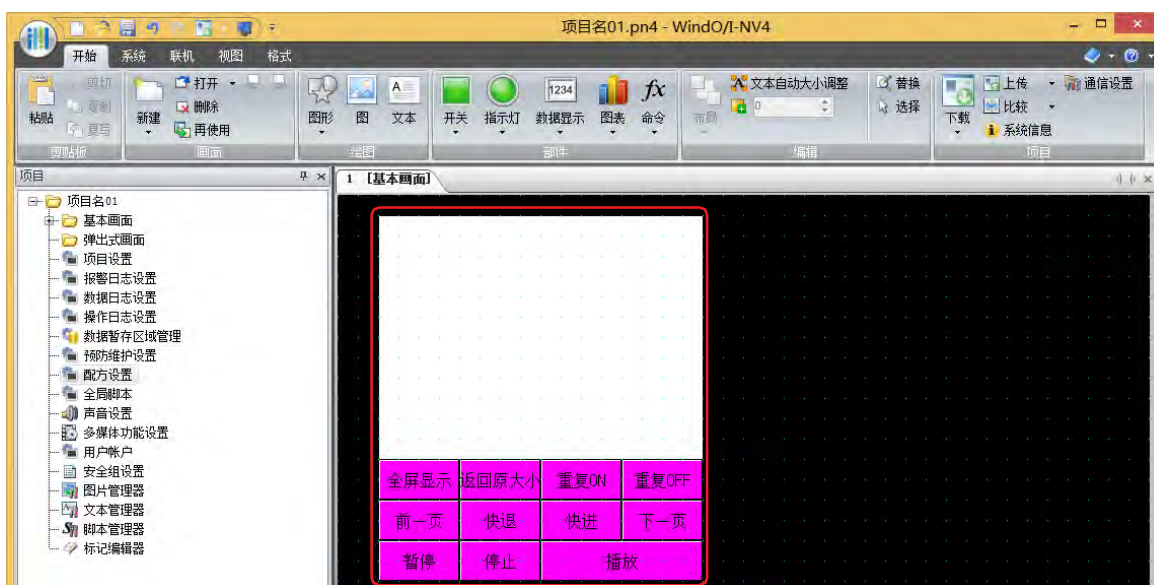 项目名01.pn4 - WindO/I-NV4
开始 系统 联机 视图 格式
粘贴 剪切 复制 复写
新建 打开 删除 再使用
图形 图 文本
开关 指示灯 1234 数据显示 图表 fx 命令
布局 文本自动大小调整 0 替换 选择
下载 上传 比较 系统信息 通信设置
剪贴板 画面 绘图 部件 编辑 项目
项目
1 [基本画面]
项目名01
基本画面
弹出式画面
项目设置
报警日志设置
数据日志设置
操作日志设置
数据暂存区域管理
预防维护设置
配方设置
全局脚本
声音设置
多媒体功能设置
用户帐户
安全组设置
图片管理器
文本管理器
脚本管理器
标记编辑器
全屏显示 返回原大小 重复ON 重复OFF
前一页 快退 快进 下一页
暂停 停止 播放